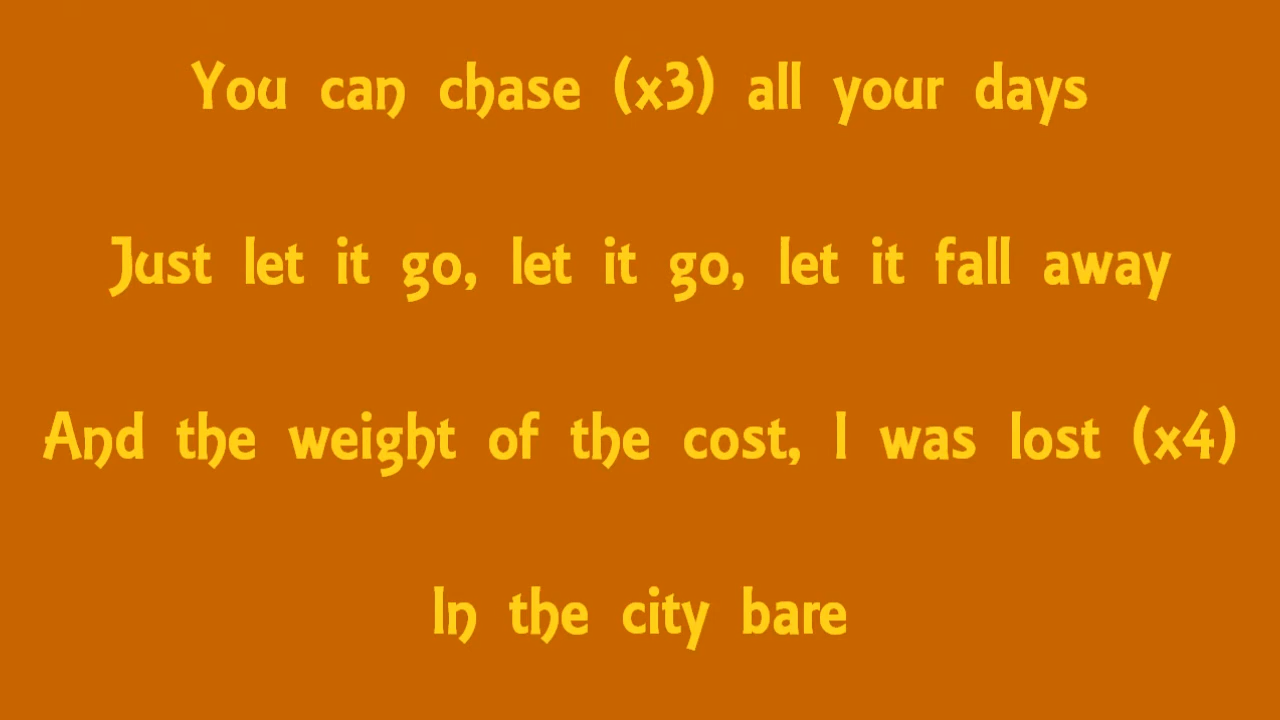 You can chase (x3) all your days
Just let it go, let it go, let it fall away
And the weight of the cost, I was lost (x4)
In the city bare